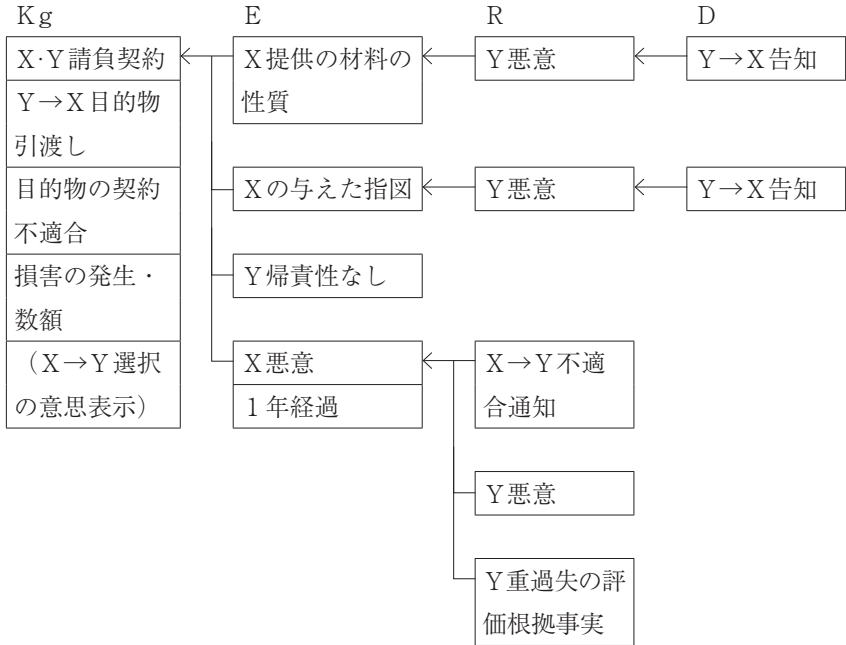 Ｋｇ
Ｅ
Ｒ
Ｄ
Ｘ·Ｙ請負契約
Ｙ→Ｘ目的物
引渡し
目的物の契約
不適合
損害の発生・
数額
（Ｘ→Ｙ選択
の意思表示）
Ｘ提供の材料の
性質
Ｙ悪意
Ｙ→Ｘ告知
Ｘの与えた指図
Ｙ悪意
Ｙ→Ｘ告知
Ｙ帰責性なし
Ｘ悪意
１年経過
Ｘ→Ｙ不適
合通知
Ｙ悪意
Ｙ重過失の評
価根拠事実